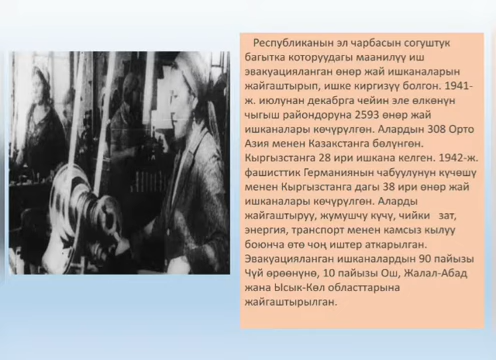 Республиканын эл чарбасын согуштук
багытка которуудагы маанилүү иш
эвакуацияланган өнөр жай ишканаларын
жайгаштырып, ишке киргизүү болгон. 1941-
ж. июлунан декабрга чейин эле өлкөнүн
чыгыш райондоруна 2593 өнөр жай
ишканалары көчүрүлгөн. Алардын 308 Орто
Азия менен Казакстанга бөлүнгөн.
Кыргызстанга 28 ири ишкана келген. 1942-ж.
фашисттик Германиянын чабуулунун күчөшү
менен Кыргызстанга дагы 38 ири өнөр жай
ишканалары көчүрүлгөн. Аларды
жайгаштыруу, жумушчу күчү, чийки зат,
энергия, транспорт менен камсыз кылуу
боюнча өтө чоң иштер аткарылган.
Эвакуацияланган ишканалардын 90 пайызы
Чүй өрөөнүнө, 10 пайызы Ош, Жалал-Абад
жана Ысык-Көл областтарына
жайгаштырылган.